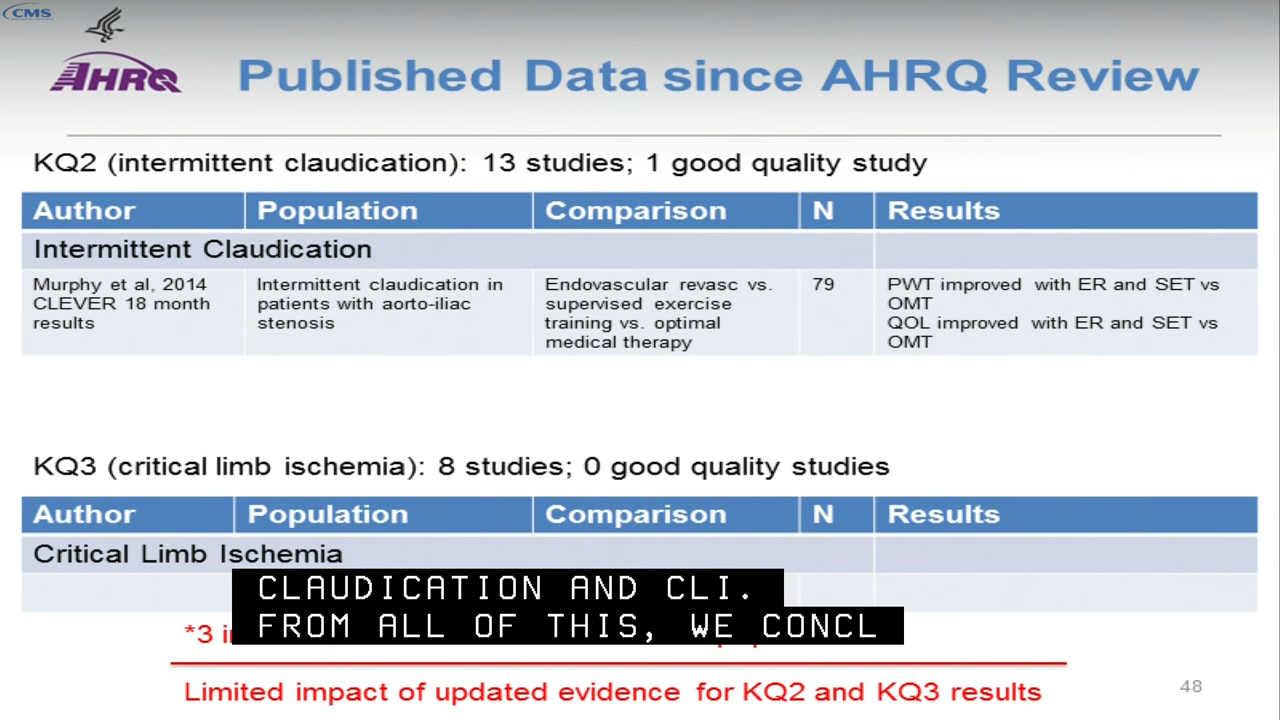 CMS
AHRQ
Published Data since AHRQ Review
KQ2 (intermittent claudication): 13 studies; 1 good quality study
Author Population Comparison N Results
Intermittent Claudication
Murphy et al, 2014 CLEVER 18 month results
Intermittent claudication in patients with aorto-iliac stenosis
Endovascular revasc vs. supervised exercise training vs. optimal medical therapy
79
PWT improved with ER and SET vs OMT
QOL improved with ER and SET vs OMT
KQ3 (critical limb ischemia): 8 studies; 0 good quality studies
Author Population Comparison N Results
Critical Limb Ischemia
CLAUDICATION AND CLI.
FROM ALL OF THIS, WE CONCL
*3
Limited impact of updated evidence for KQ2 and KQ3 results
48